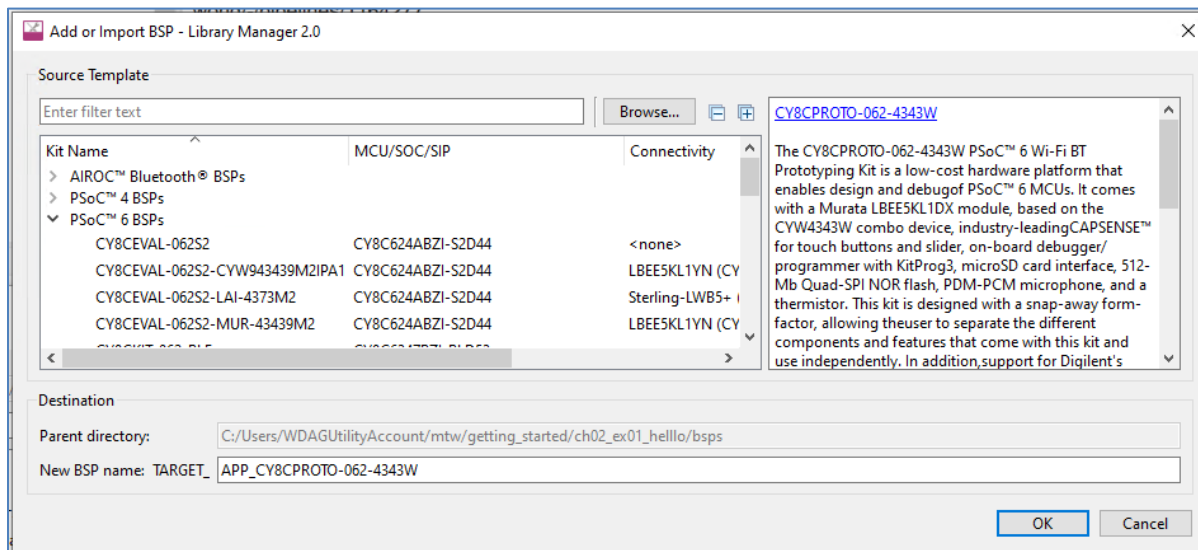 Add or Import BSP - Library Manager 2.0
Source Template
Enter filter text
Browse...
Kit Name MCU/SOC/SIP Connectivity
AIROC™ Bluetooth® BSPs
PSoC™ 4 BSPs
PSoC™ 6 BSPs
CY8CEVAL-062S2 CY8C624ABZI-S2D44 <none>
CY8CEVAL-062S2-CYW943439M2IPA1 CY8C624ABZI-S2D44 LBEE5KL1YN (CY
CY8CEVAL-062S2-LAI-4373M2 CY8C624ABZI-S2D44 Sterling-LWB5+ (
CY8CEVAL-062S2-MUR-43439M2 CY8C624ABZI-S2D44 LBEE5KL1YN (CY
CY8CPROTO-062-4343W
The CY8CPROTO-062-4343W PSoC™ 6 Wi-Fi BT
Prototyping Kit is a low-cost hardware platform that
enables design and debugof PSoC™ 6 MCUs. It comes
with a Murata LBEE5KL1DX module, based on the
CYW4343W combo device, industry-leadingCAPSENSE™
for touch buttons and slider, on-board debugger/
programmer with KitProg3, microSD card interface, 512-
Mb Quad-SPI NOR flash, PDM-PCM microphone, and a
thermistor. This kit is designed with a snap-away form-
factor, allowing theuser to separate the different
components and features that come with this kit and
use independently. In addition,support for Digilent's
Destination
Parent directory: C:/Users/WDAGUtilityAccount/mtw/getting_started/ch02_ex01_helllo/bsps
New BSP name: TARGET_ APP_CY8CPROTO-062-4343W
OK Cancel